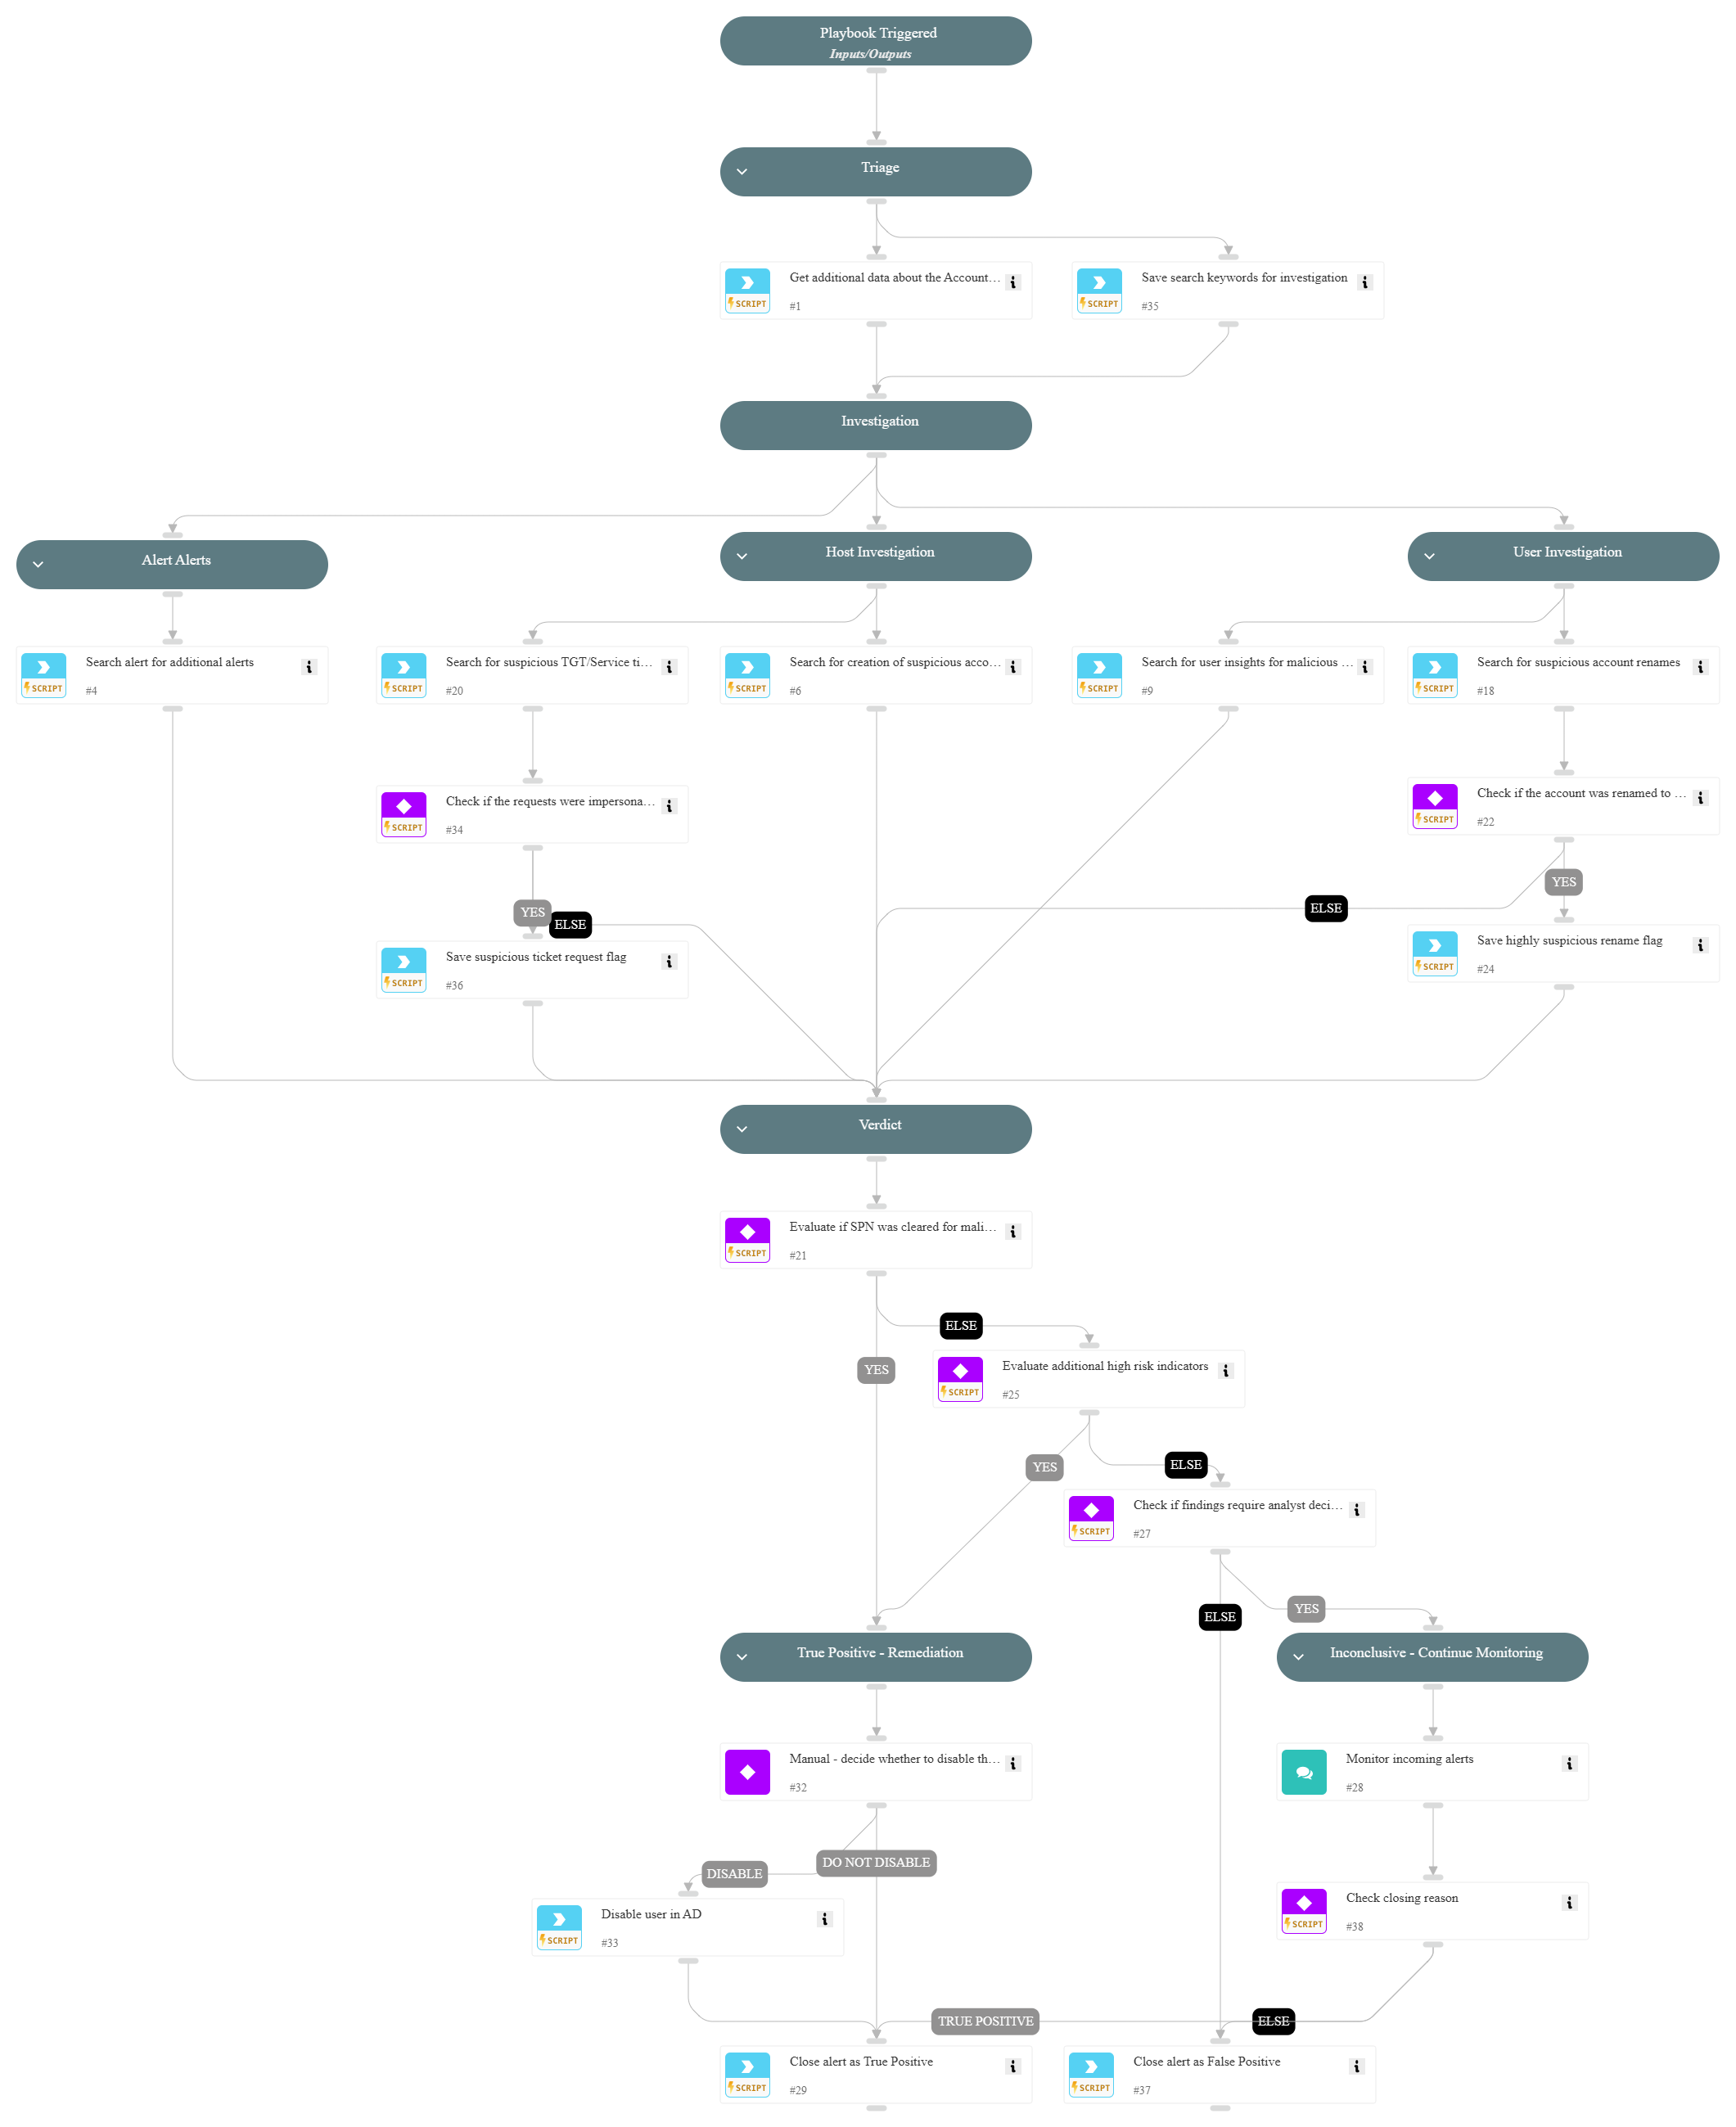 Playbook Triggered
Inputs/Outputs
Triage
Get additional data about the Account…
SCRIPT
#1
Save search keywords for investigation
SCRIPT
#35
Investigation
Alert Alerts
Host Investigation
User Investigation
Search alert for additional alerts
SCRIPT
#4
Search for suspicious TGT/Service ti…
SCRIPT
#20
Search for creation of suspicious acco…
SCRIPT
#6
Search for user insights for malicious …
SCRIPT
#9
Search for suspicious account renames
SCRIPT
#18
Check if the requests were impersona…
SCRIPT
#34
Check if the account was renamed to …
SCRIPT
#22
YES
ELSE
YES
ELSE
Save suspicious ticket request flag
SCRIPT
#36
Save highly suspicious rename flag
SCRIPT
#24
Verdict
Evaluate if SPN was cleared for mali…
SCRIPT
#21
ELSE
YES
Evaluate additional high risk indicators
SCRIPT
#25
YES
ELSE
Check if findings require analyst deci…
SCRIPT
#27
ELSE
YES
True Positive - Remediation
Inconclusive - Continue Monitoring
Manual - decide whether to disable th…
#32
Monitor incoming alerts
#28
DISABLE
DO NOT DISABLE
Disable user in AD
SCRIPT
#33
Check closing reason
SCRIPT
#38
TRUE POSITIVE
ELSE
Close alert as True Positive
SCRIPT
#29
Close alert as False Positive
SCRIPT
#37